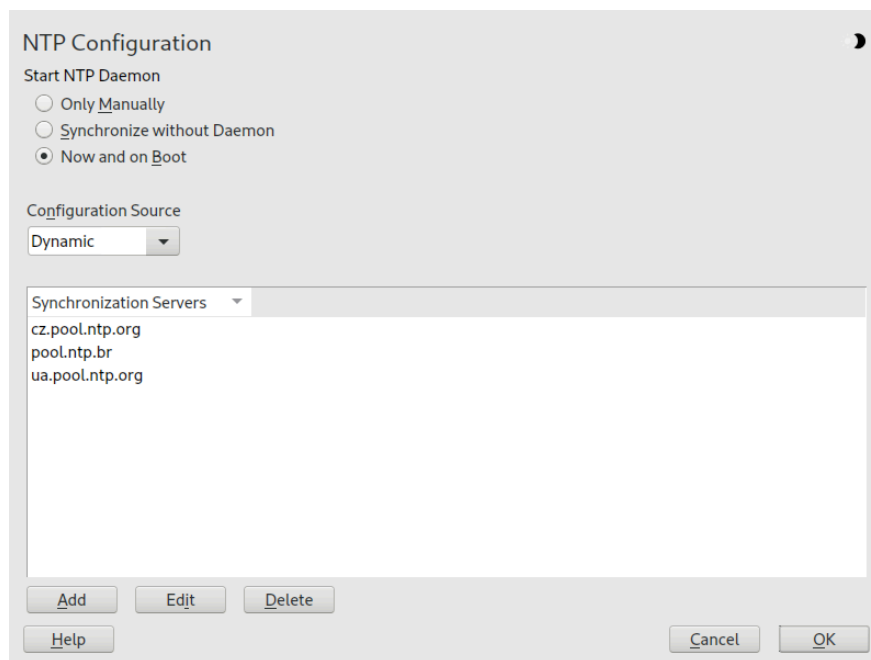 NTP Configuration
Start NTP Daemon
Only Manually
Synchronize without Daemon
Now and on Boot
Configuration Source
Dynamic
Synchronization Servers
cz.pool.ntp.org
pool.ntp.br
ua.pool.ntp.org
Add Edit Delete
Help Cancel OK